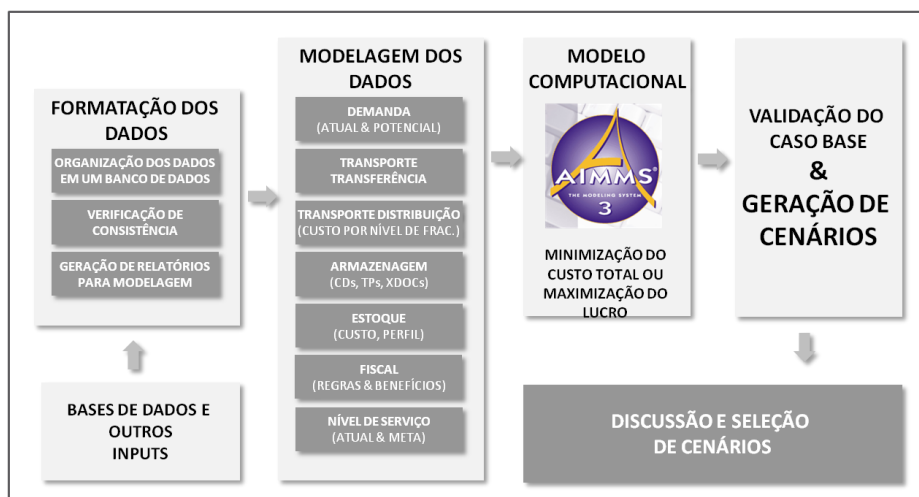 FORMATAÇÃO DOS
DADOS
ORGANIZAÇÃO DOS DADOS
EM UM BANCO DE DADOS
VERIFICAÇÃO DE
CONSISTÊNCIA
GERAÇÃO DE RELATÓRIOS
PARA MODELAGEM
BASES DE DADOS E
OUTROS
INPUTS
MODELAGEM DOS
DADOS
DEMANDA
(ATUAL & POTENCIAL)
TRANSPORTE
TRANSFERÊNCIA
TRANSPORTE DISTRIBUIÇÃO
(CUSTO POR NÍVEL DE FRAC.)
ARMAZENAGEM
(CDs, TPs, XDOCs)
ESTOQUE
(CUSTO, PERFIL)
FISCAL
(REGRAS & BENEFÍCIOS)
NÍVEL DE SERVIÇO
(ATUAL & META)
MODELO
COMPUTACIONAL
AIMMS®
THE MODELING SYSTEM
3
MINIMIZAÇÃO DO
CUSTO TOTAL OU
MAXIMIZAÇÃO DO
LUCRO
VALIDAÇÃO DO
CASO BASE
&
GERAÇÃO DE
CENÁRIOS
DISCUSSÃO E SELEÇÃO
DE CENÁRIOS